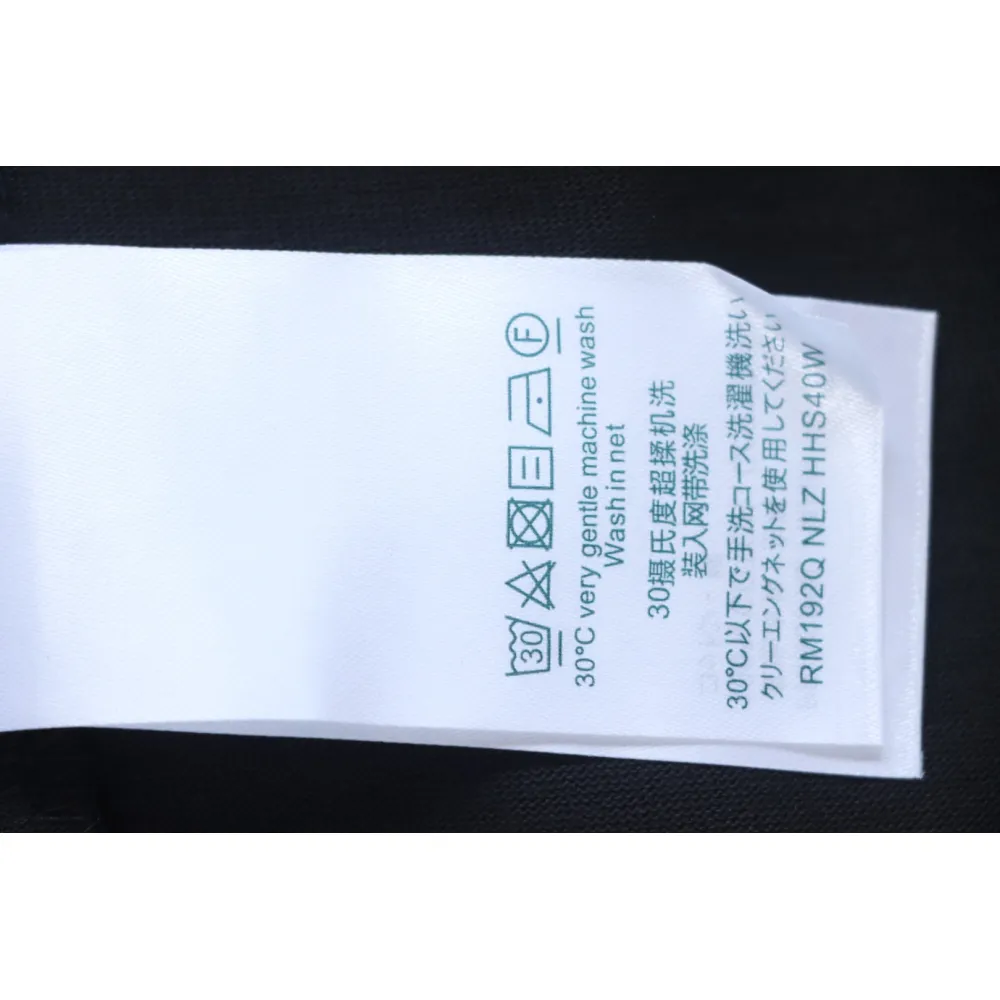 30
F
30°C very gentle machine wash
Wash in net
30摄氏度超揉机洗
装入网带洗涤
30°C以下で手洗コース洗濯機洗い
クリーエングネットを使用してください
RM192Q NLZ HHS40W